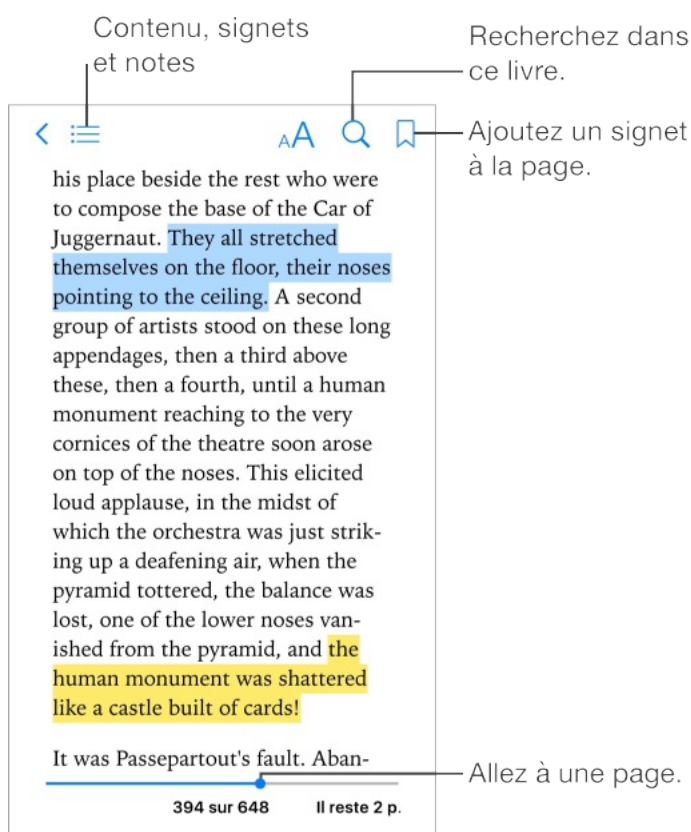 Contenu, signets
et notes
Recherchez dans
ce livre.
AA
Ajoutez un signet
à la page.
his place beside the rest who were
to compose the base of the Car of
Juggernaut. They all stretched
themselves on the floor, their noses
pointing to the ceiling. A second
group of artists stood on these long
appendages, then a third above
these, then a fourth, until a human
monument reaching to the very
cornices of the theatre soon arose
on top of the noses. This elicited
loud applause, in the midst of
which the orchestra was just strik-
ing up a deafening air, when the
pyramid tottered, the balance was
lost, one of the lower noses van-
ished from the pyramid, and the
human monument was shattered
like a castle built of cards!
It was Passepartout's fault. Aban-
Allez à une page.
394 sur 648 Il reste 2 p.